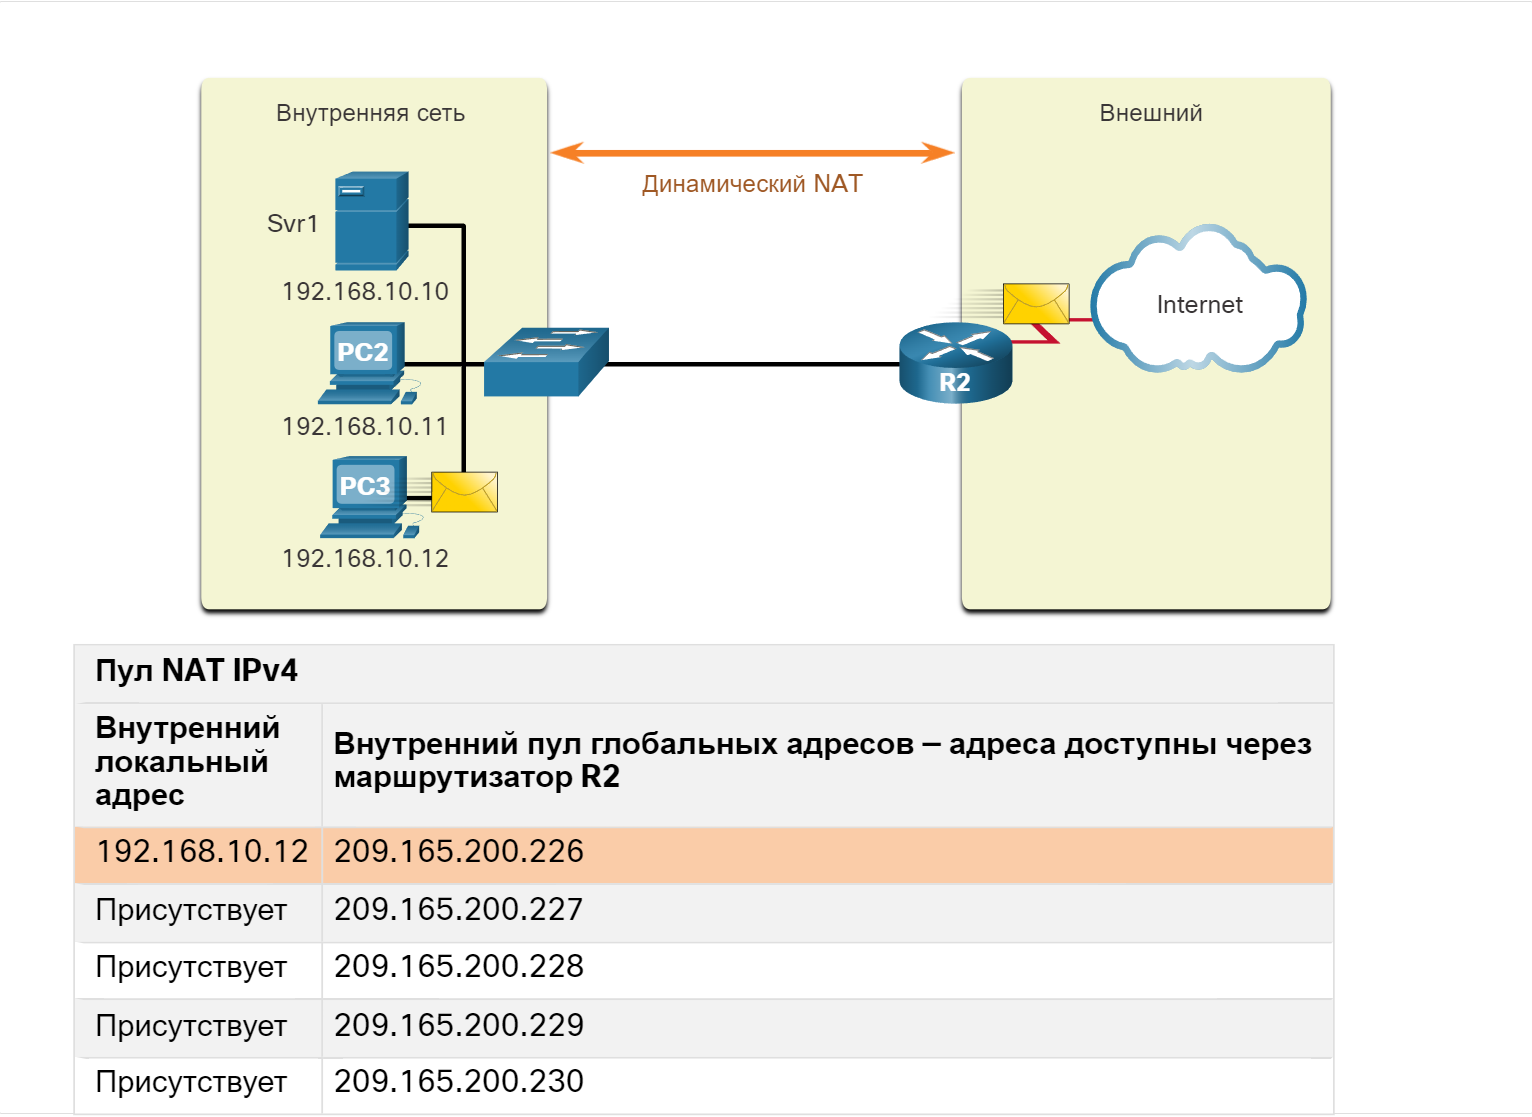 Внутренняя сеть
Внешний
Динамический NAT
Svr1
192.168.10.10
Internet
PC2
R2
192.168.10.11
PC3
192.168.10.12
Пул NAT IPv4
Внутренний
локальный
адрес
Внутренний пул глобальных адресов – адреса доступны через
маршрутизатор R2
192.168.10.12 209.165.200.226
Присутствует 209.165.200.227
Присутствует 209.165.200.228
Присутствует 209.165.200.229
Присутствует 209.165.200.230